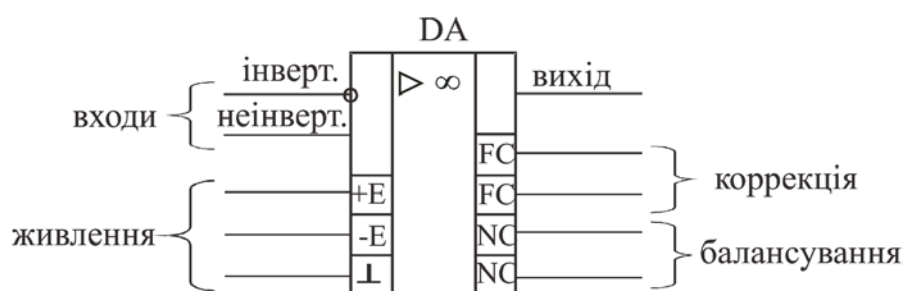 DA
інверт.
▷ ∞
вихід
входи
неінверт.
FC
коррекція
+E
FC
живлення
-E
NC
балансування
⊥
NC